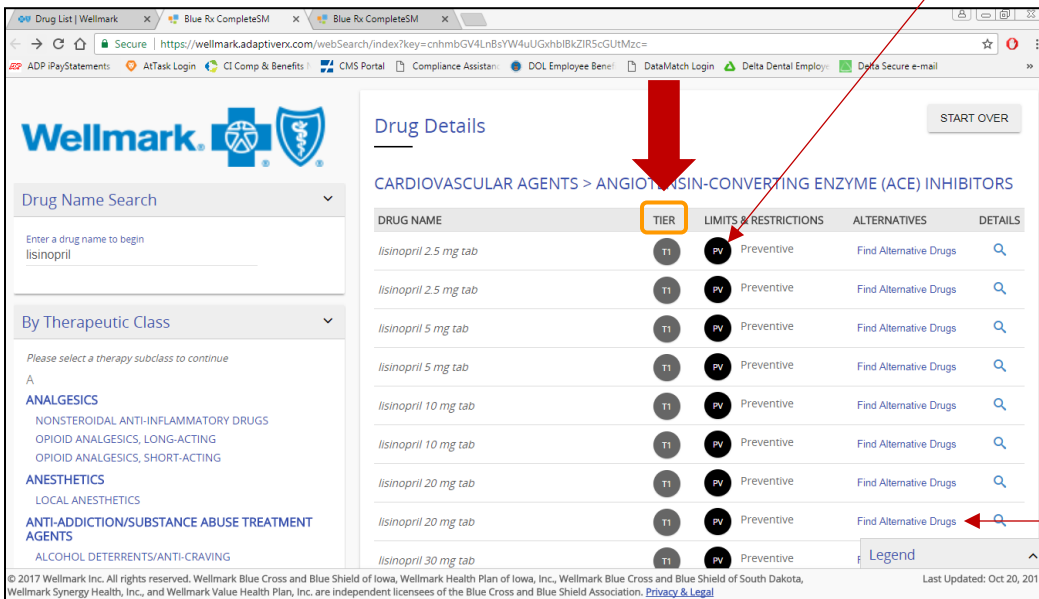 Drug List | Wellmark
Blue Rx CompleteSM
Blue Rx CompleteSM
Secure | https://wellmark.adaptiverx.com/webSearch/index?key=cnhmbGV4LnBsYW4uUGxhblBkZlR5cGUtMzc=
ADP iPayStatements AtTask Login CI Comp & Benefits CMS Portal Compliance Assistan DOL Employee Bene DataMatch Login Delta Dental Employe Delta Secure e-mail »
Wellmark.
Drug Details
START OVER
Drug Name Search
Enter a drug name to begin
lisinopril
By Therapeutic Class
Please select a therapy subclass to continue
A
ANALGESICS
NONSTEROIDAL ANTI-INFLAMMATORY DRUGS
OPIOID ANALGESICS, LONG-ACTING
OPIOID ANALGESICS, SHORT-ACTING
ANESTHETICS
LOCAL ANESTHETICS
ANTI-ADDICTION/SUBSTANCE ABUSE TREATMENT
AGENTS
ALCOHOL DETERRENTS/ANTI-CRAVING
CARDIOVASCULAR AGENTS > ANGIOTENSIN-CONVERTING ENZYME (ACE) INHIBITORS
DRUG NAME TIER LIMITS & RESTRICTIONS ALTERNATIVES DETAILS
lisinopril 2.5 mg tab T1 PV Preventive Find Alternative Drugs
lisinopril 2.5 mg tab T1 PV Preventive Find Alternative Drugs
lisinopril 5 mg tab T1 PV Preventive Find Alternative Drugs
lisinopril 5 mg tab T1 PV Preventive Find Alternative Drugs
lisinopril 10 mg tab T1 PV Preventive Find Alternative Drugs
lisinopril 10 mg tab T1 PV Preventive Find Alternative Drugs
lisinopril 20 mg tab T1 PV Preventive Find Alternative Drugs
lisinopril 20 mg tab T1 PV Preventive Find Alternative Drugs
lisinopril 30 mg tab T1 PV Preventive
Legend
© 2017 Wellmark Inc. All rights reserved. Wellmark Blue Cross and Blue Shield of Iowa, Wellmark Health Plan of Iowa, Inc., Wellmark Blue Cross and Blue Shield of South Dakota,
Wellmark Synergy Health, Inc., and Wellmark Value Health Plan, Inc. are independent licensees of the Blue Cross and Blue Shield Association. Privacy & Legal
Last Updated: Oct 20, 201